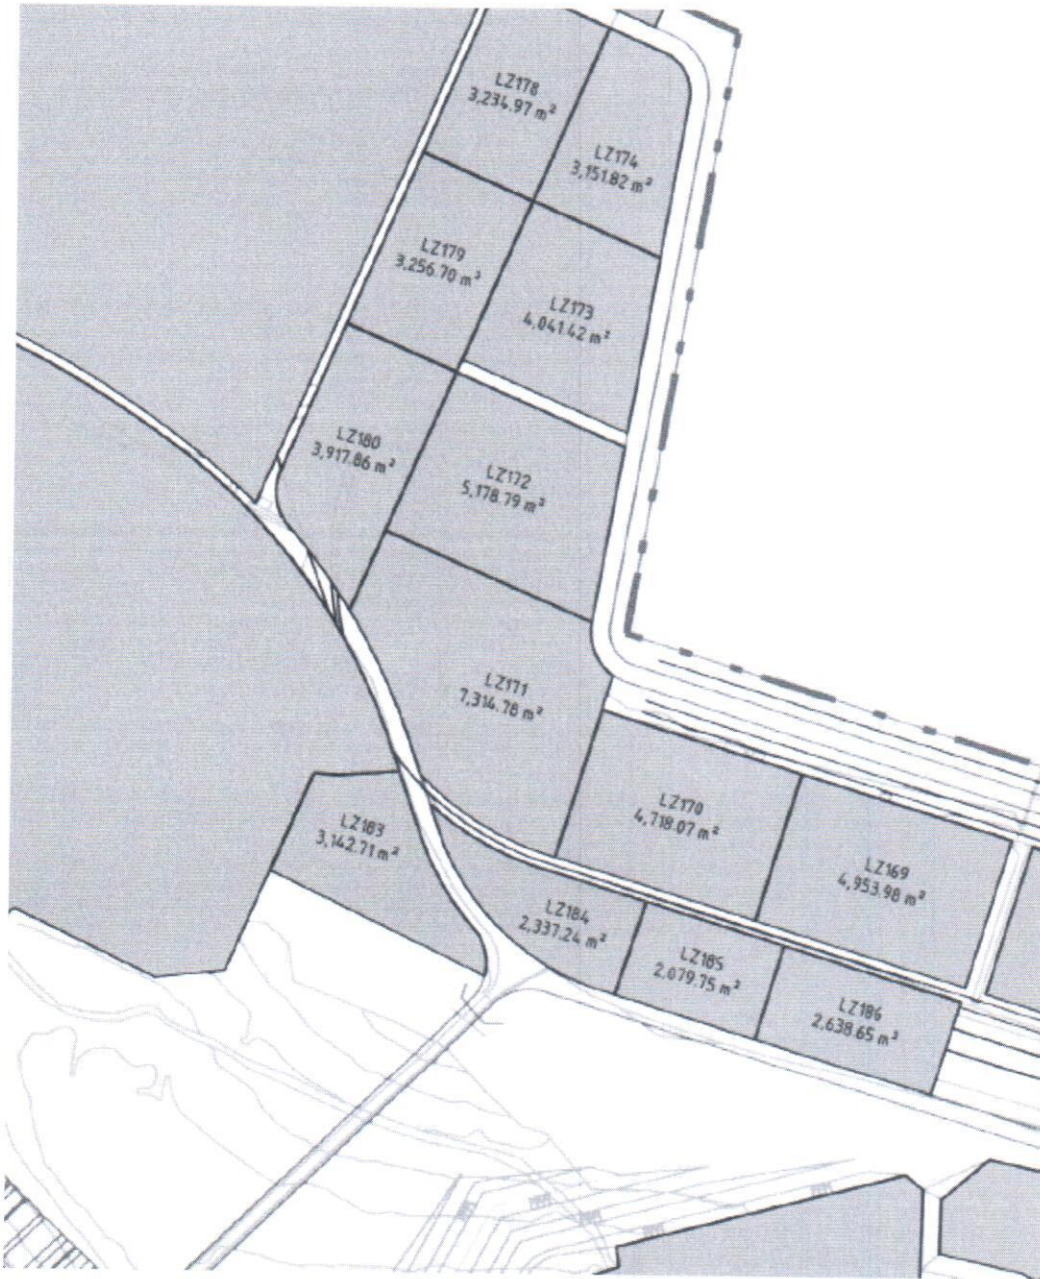 LZ178
3,234.97 m²
LZ174
3,151.82 m²
LZ179
3,256.70 m²
LZ173
4,041.42 m²
LZ180
3,917.86 m²
LZ172
5,178.79 m²
LZ171
7,314.78 m²
LZ170
4,718.07 m²
LZ183
3,142.71 m²
LZ169
4,953.98 m²
LZ184
2,337.24 m²
LZ185
2,079.75 m²
LZ186
2,638.65 m²